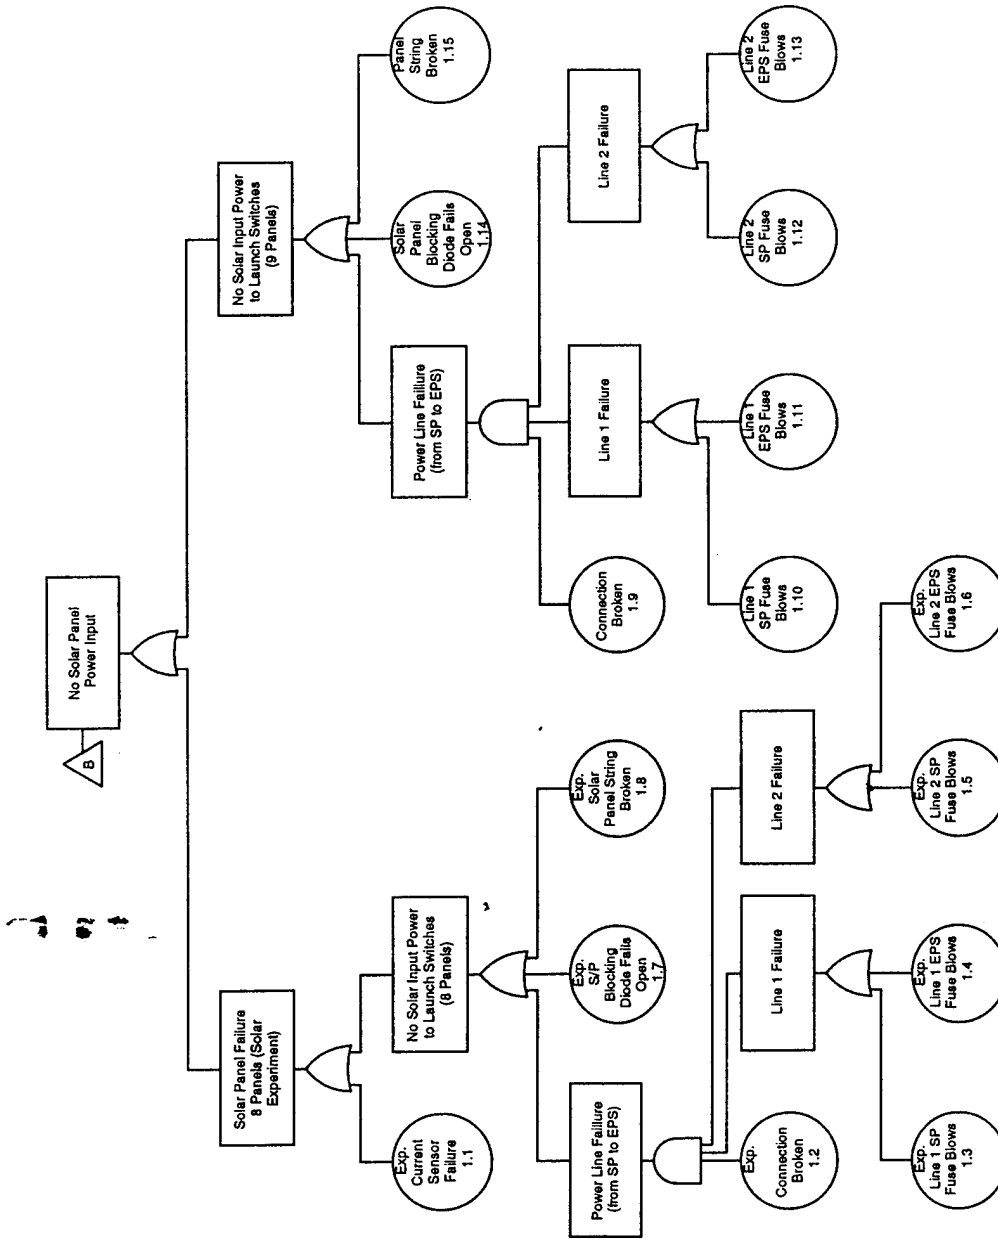 No Solar Panel
Power Input
B
Solar Panel Failure
8 Panels (Solar
Experiment)
No Solar Input Power
to Launch Switches
(9 Panels)
Exp.
Current
Sensor
Failure
1.1
No Solar Input Power
to Launch Switches
(8 Panels)
Power Line Faillure
(from SP to EPS)
Solar
Panel
Blocking
Diode Fails
Open
1.14
Panel
String
Broken
1.15
Power Line Faillure
(from SP to EPS)
Exp.
S/P
Blocking
Diode Fails
Open
1.7
Exp.
Solar
Panel String
Broken
1.8
Connection
Broken
1.9
Line 1 Failure
Line 2 Failure
Exp.
Connection
Broken
1.2
Line 1 Failure
Line 2 Failure
Line 1
SP Fuse
Blows
1.10
Line 1
EPS Fuse
Blows
1.11
Line 2
SP Fuse
Blows
1.12
Line 2
EPS Fuse
Blows
1.13
Exp.
Line 1 SP
Fuse Blows
1.3
Exp.
Line 1 EPS
Fuse Blows
1.4
Exp.
Line 2 SP
Fuse Blows
1.5
Exp.
Line 2 EPS
Fuse Blows
1.6